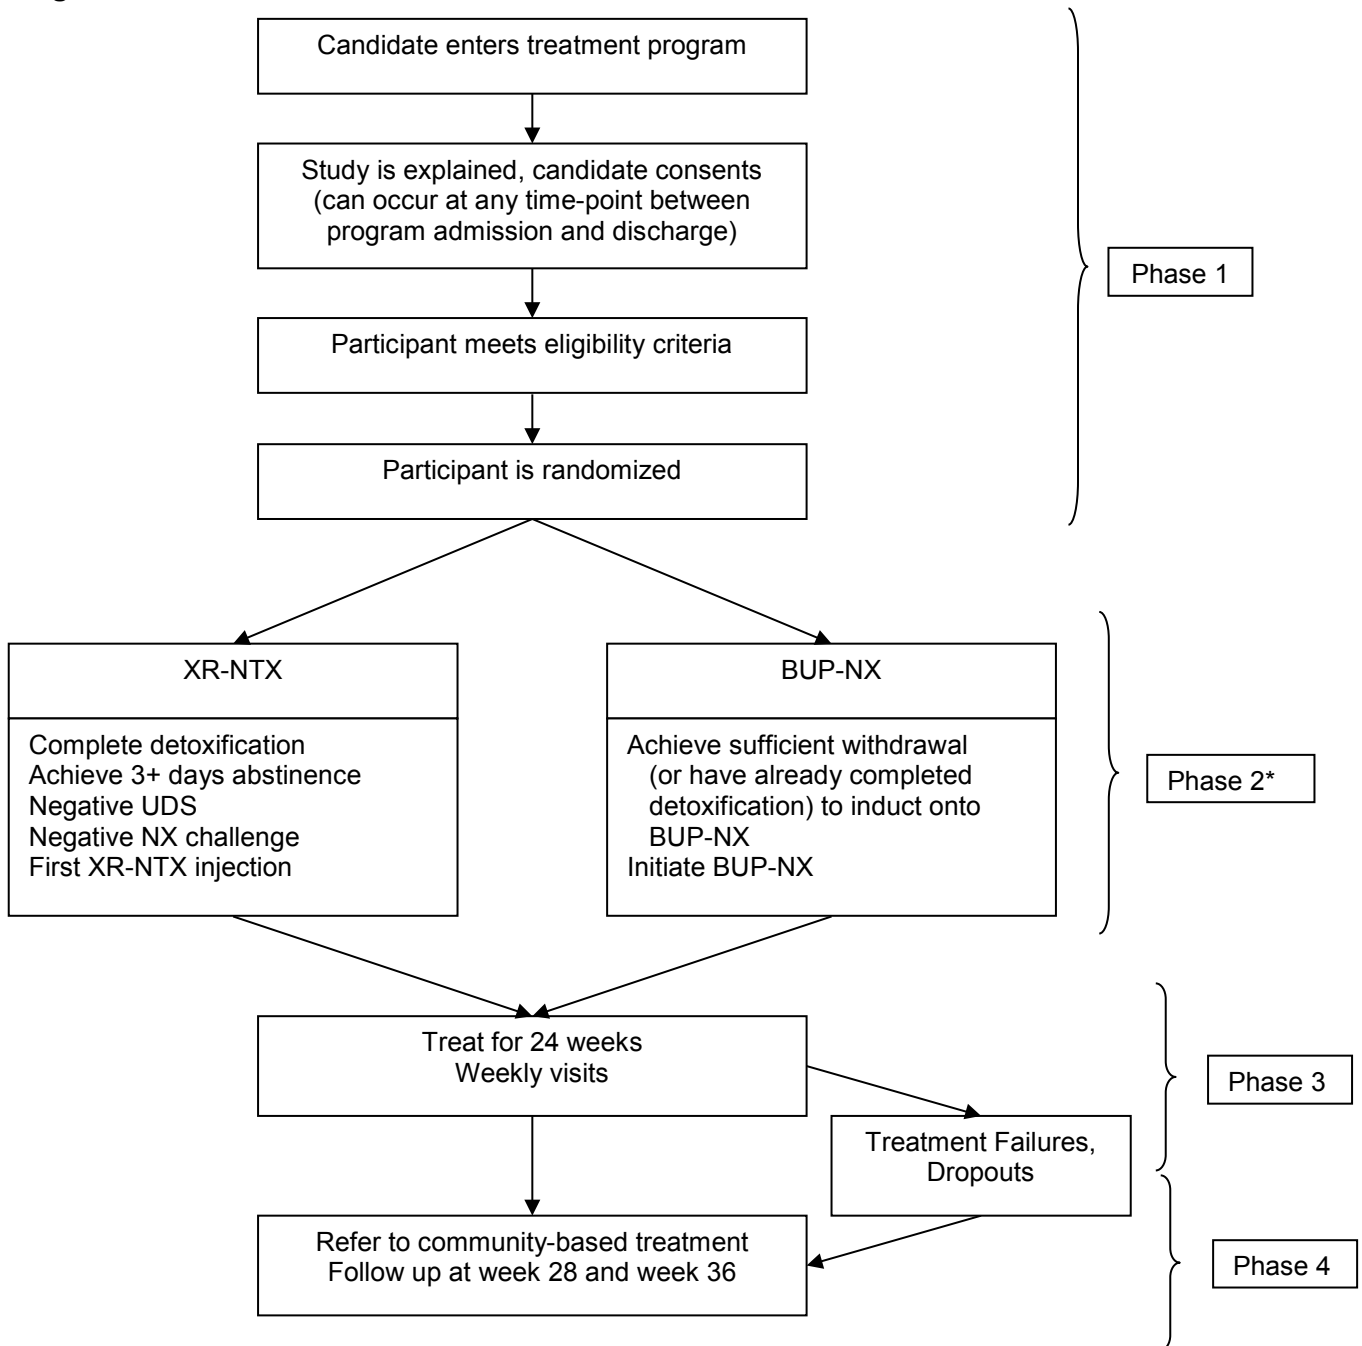 Candidate enters treatment program
Study is explained, candidate consents
(can occur at any time-point between
program admission and discharge)
Phase 1
Participant meets eligibility criteria
Participant is randomized
XR-NTX
Complete detoxification
Achieve 3+ days abstinence
Negative UDS
Negative NX challenge
First XR-NTX injection
BUP-NX
Achieve sufficient withdrawal
(or have already completed
detoxification) to induct onto
BUP-NX
Initiate BUP-NX
Phase 2*
Treat for 24 weeks
Weekly visits
Phase 3
Treatment Failures,
Dropouts
Refer to community-based treatment
Follow up at week 28 and week 36
Phase 4